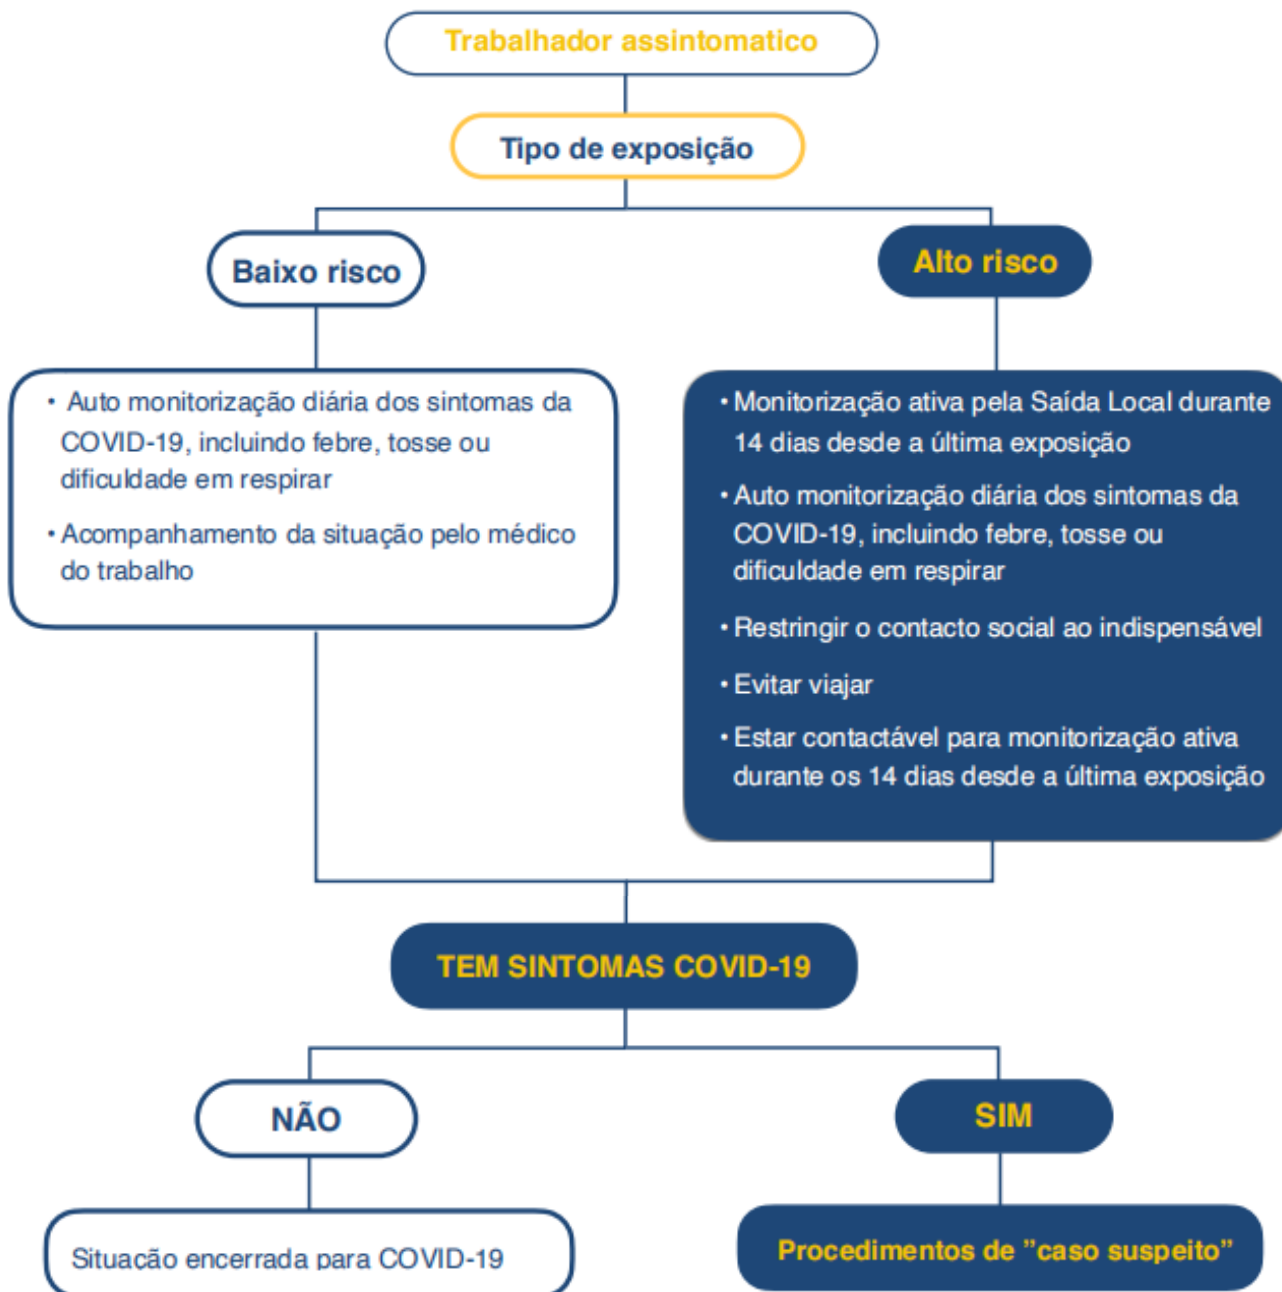 Trabalhador assintomatico
Tipo de exposição
Baixo risco
Alto risco
• Auto monitorização diária dos sintomas da
COVID-19, incluindo febre, tosse ou
dificuldade em respirar
• Acompanhamento da situação pelo médico
do trabalho
• Monitorização ativa pela Saída Local durante
14 dias desde a última exposição
• Auto monitorização diária dos sintomas da
COVID-19, incluindo febre, tosse ou
dificuldade em respirar
• Restringir o contacto social ao indispensável
• Evitar viajar
• Estar contactável para monitorização ativa
durante os 14 dias desde a última exposição
TEM SINTOMAS COVID-19
NÃO
SIM
Situação encerrada para COVID-19
Procedimentos de ”caso suspeito”